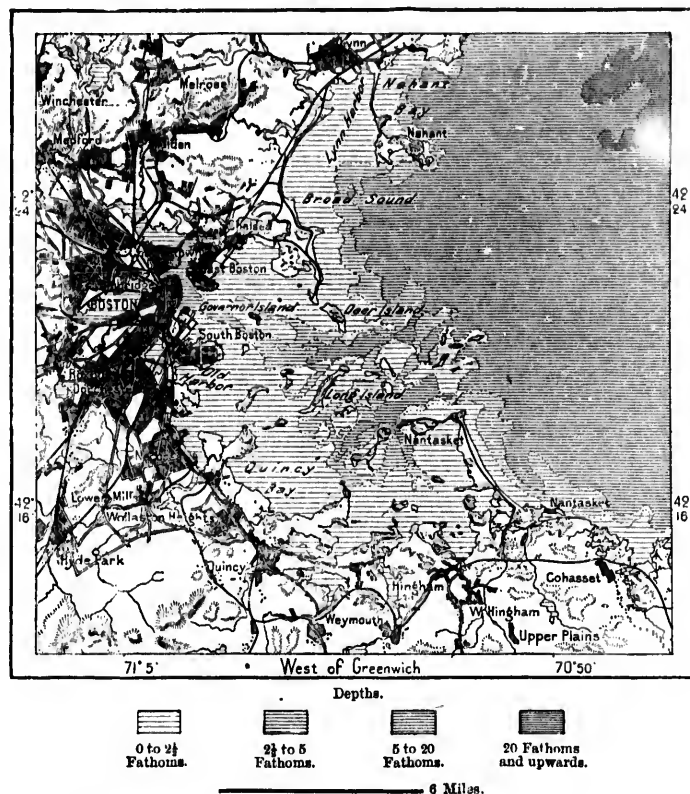 Lynn
Nahant
Melrose
Winchester
BAY
Lynn Harbor
Medford
Nahant
Broad Sound
42
24
East Boston
BOSTON
Governor Island
Deer Island
South Boston
Old
Harbor
Long Island
Nantasket
Quincy
Bay
Lower Mills
Nantasket
42
16
42
16
Wollaston Heights
Hyde Park
Quincy
Hingham
Cohasset
W. Hingham
Weymouth
Upper Plains
71°5'
West of Greenwich
70°50'
Depths.
0 to 2½
Fathoms.
2½ to 5
Fathoms.
5 to 20
Fathoms.
20 Fathoms
and upwards.
6 Miles.